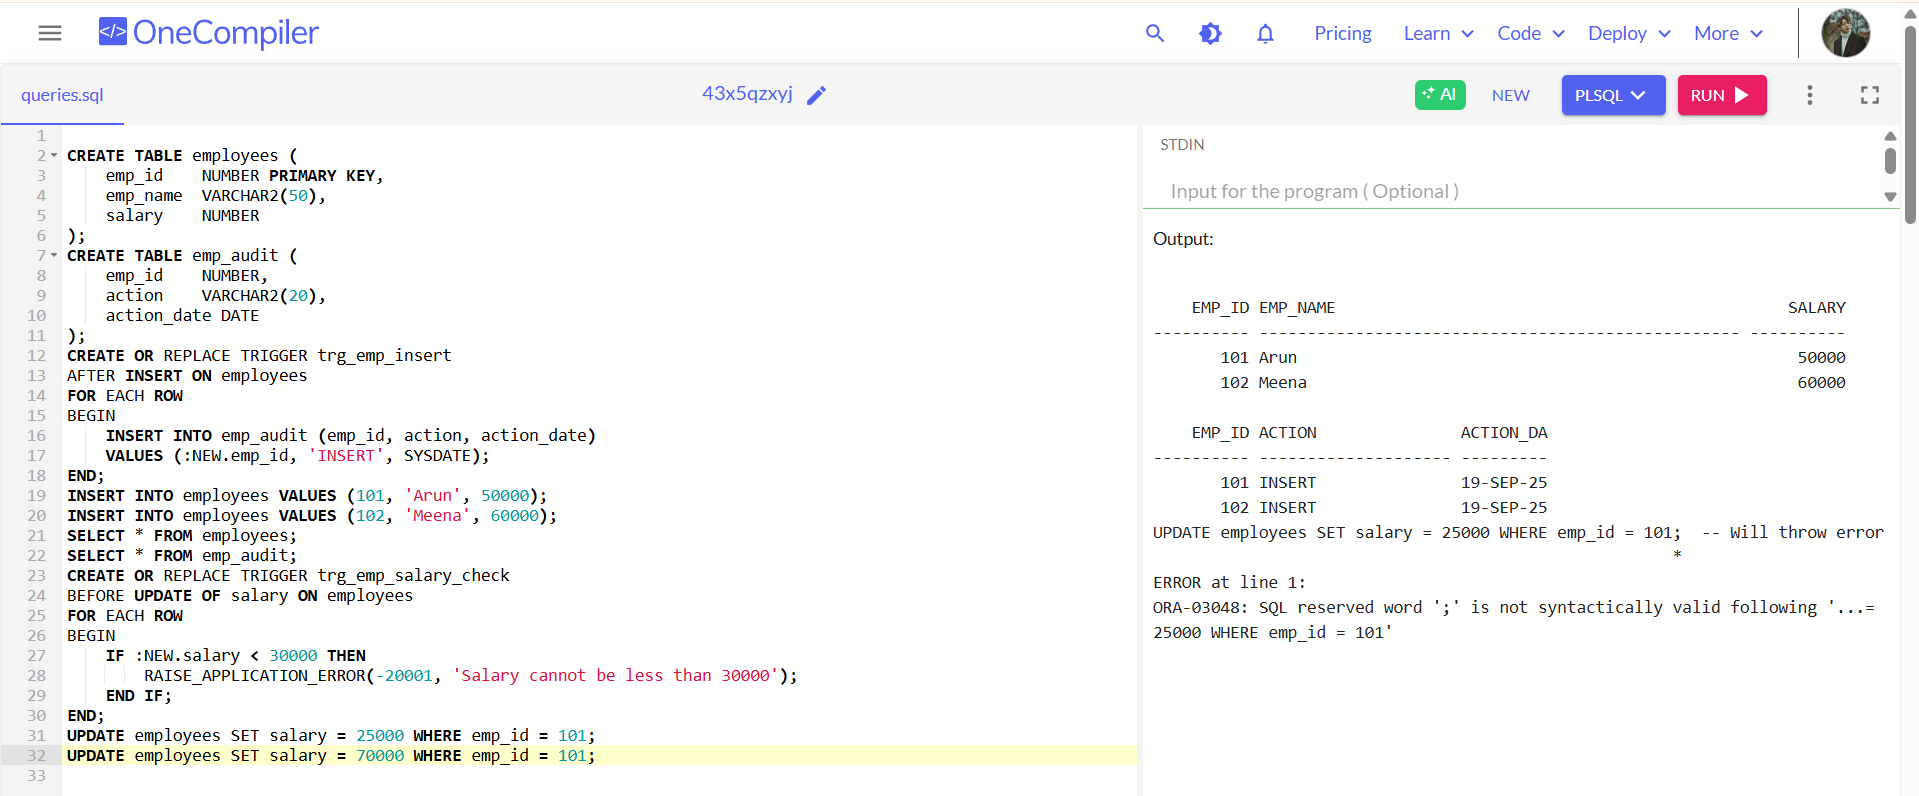 </> OneCompiler
Pricing
Learn
Code
Deploy
More
queries.sql
43x5qzxyj
AI
NEW
PLSQL
RUN
1
2 CREATE TABLE employees (
3     emp_id    NUMBER PRIMARY KEY,
4     emp_name  VARCHAR2(50),
5     salary    NUMBER
6 );
7 CREATE TABLE emp_audit (
8     emp_id    NUMBER,
9     action    VARCHAR2(20),
10     action_date DATE
11 );
12 CREATE OR REPLACE TRIGGER trg_emp_insert
13 AFTER INSERT ON employees
14 FOR EACH ROW
15 BEGIN
16     INSERT INTO emp_audit (emp_id, action, action_date)
17     VALUES (:NEW.emp_id, 'INSERT', SYSDATE);
18 END;
19 INSERT INTO employees VALUES (101, 'Arun', 50000);
20 INSERT INTO employees VALUES (102, 'Meena', 60000);
21 SELECT * FROM employees;
22 SELECT * FROM emp_audit;
23 CREATE OR REPLACE TRIGGER trg_emp_salary_check
24 BEFORE UPDATE OF salary ON employees
25 FOR EACH ROW
26 BEGIN
27     IF :NEW.salary < 30000 THEN
28         RAISE_APPLICATION_ERROR(-20001, 'Salary cannot be less than 30000');
29     END IF;
30 END;
31 UPDATE employees SET salary = 25000 WHERE emp_id = 101;
32 UPDATE employees SET salary = 70000 WHERE emp_id = 101;
33
STDIN
Input for the program ( Optional )
Output:
    EMP_ID EMP_NAME                                               SALARY
---------- -------------------------------------------------- ----------
       101 Arun                                                    50000
       102 Meena                                                   60000
    EMP_ID ACTION               ACTION_DA
---------- -------------------- ---------
       101 INSERT               19-SEP-25
       102 INSERT               19-SEP-25
UPDATE employees SET salary = 25000 WHERE emp_id = 101;  -- Will throw error
                                                      *
ERROR at line 1:
ORA-03048: SQL reserved word ';' is not syntactically valid following '...=
25000 WHERE emp_id = 101'